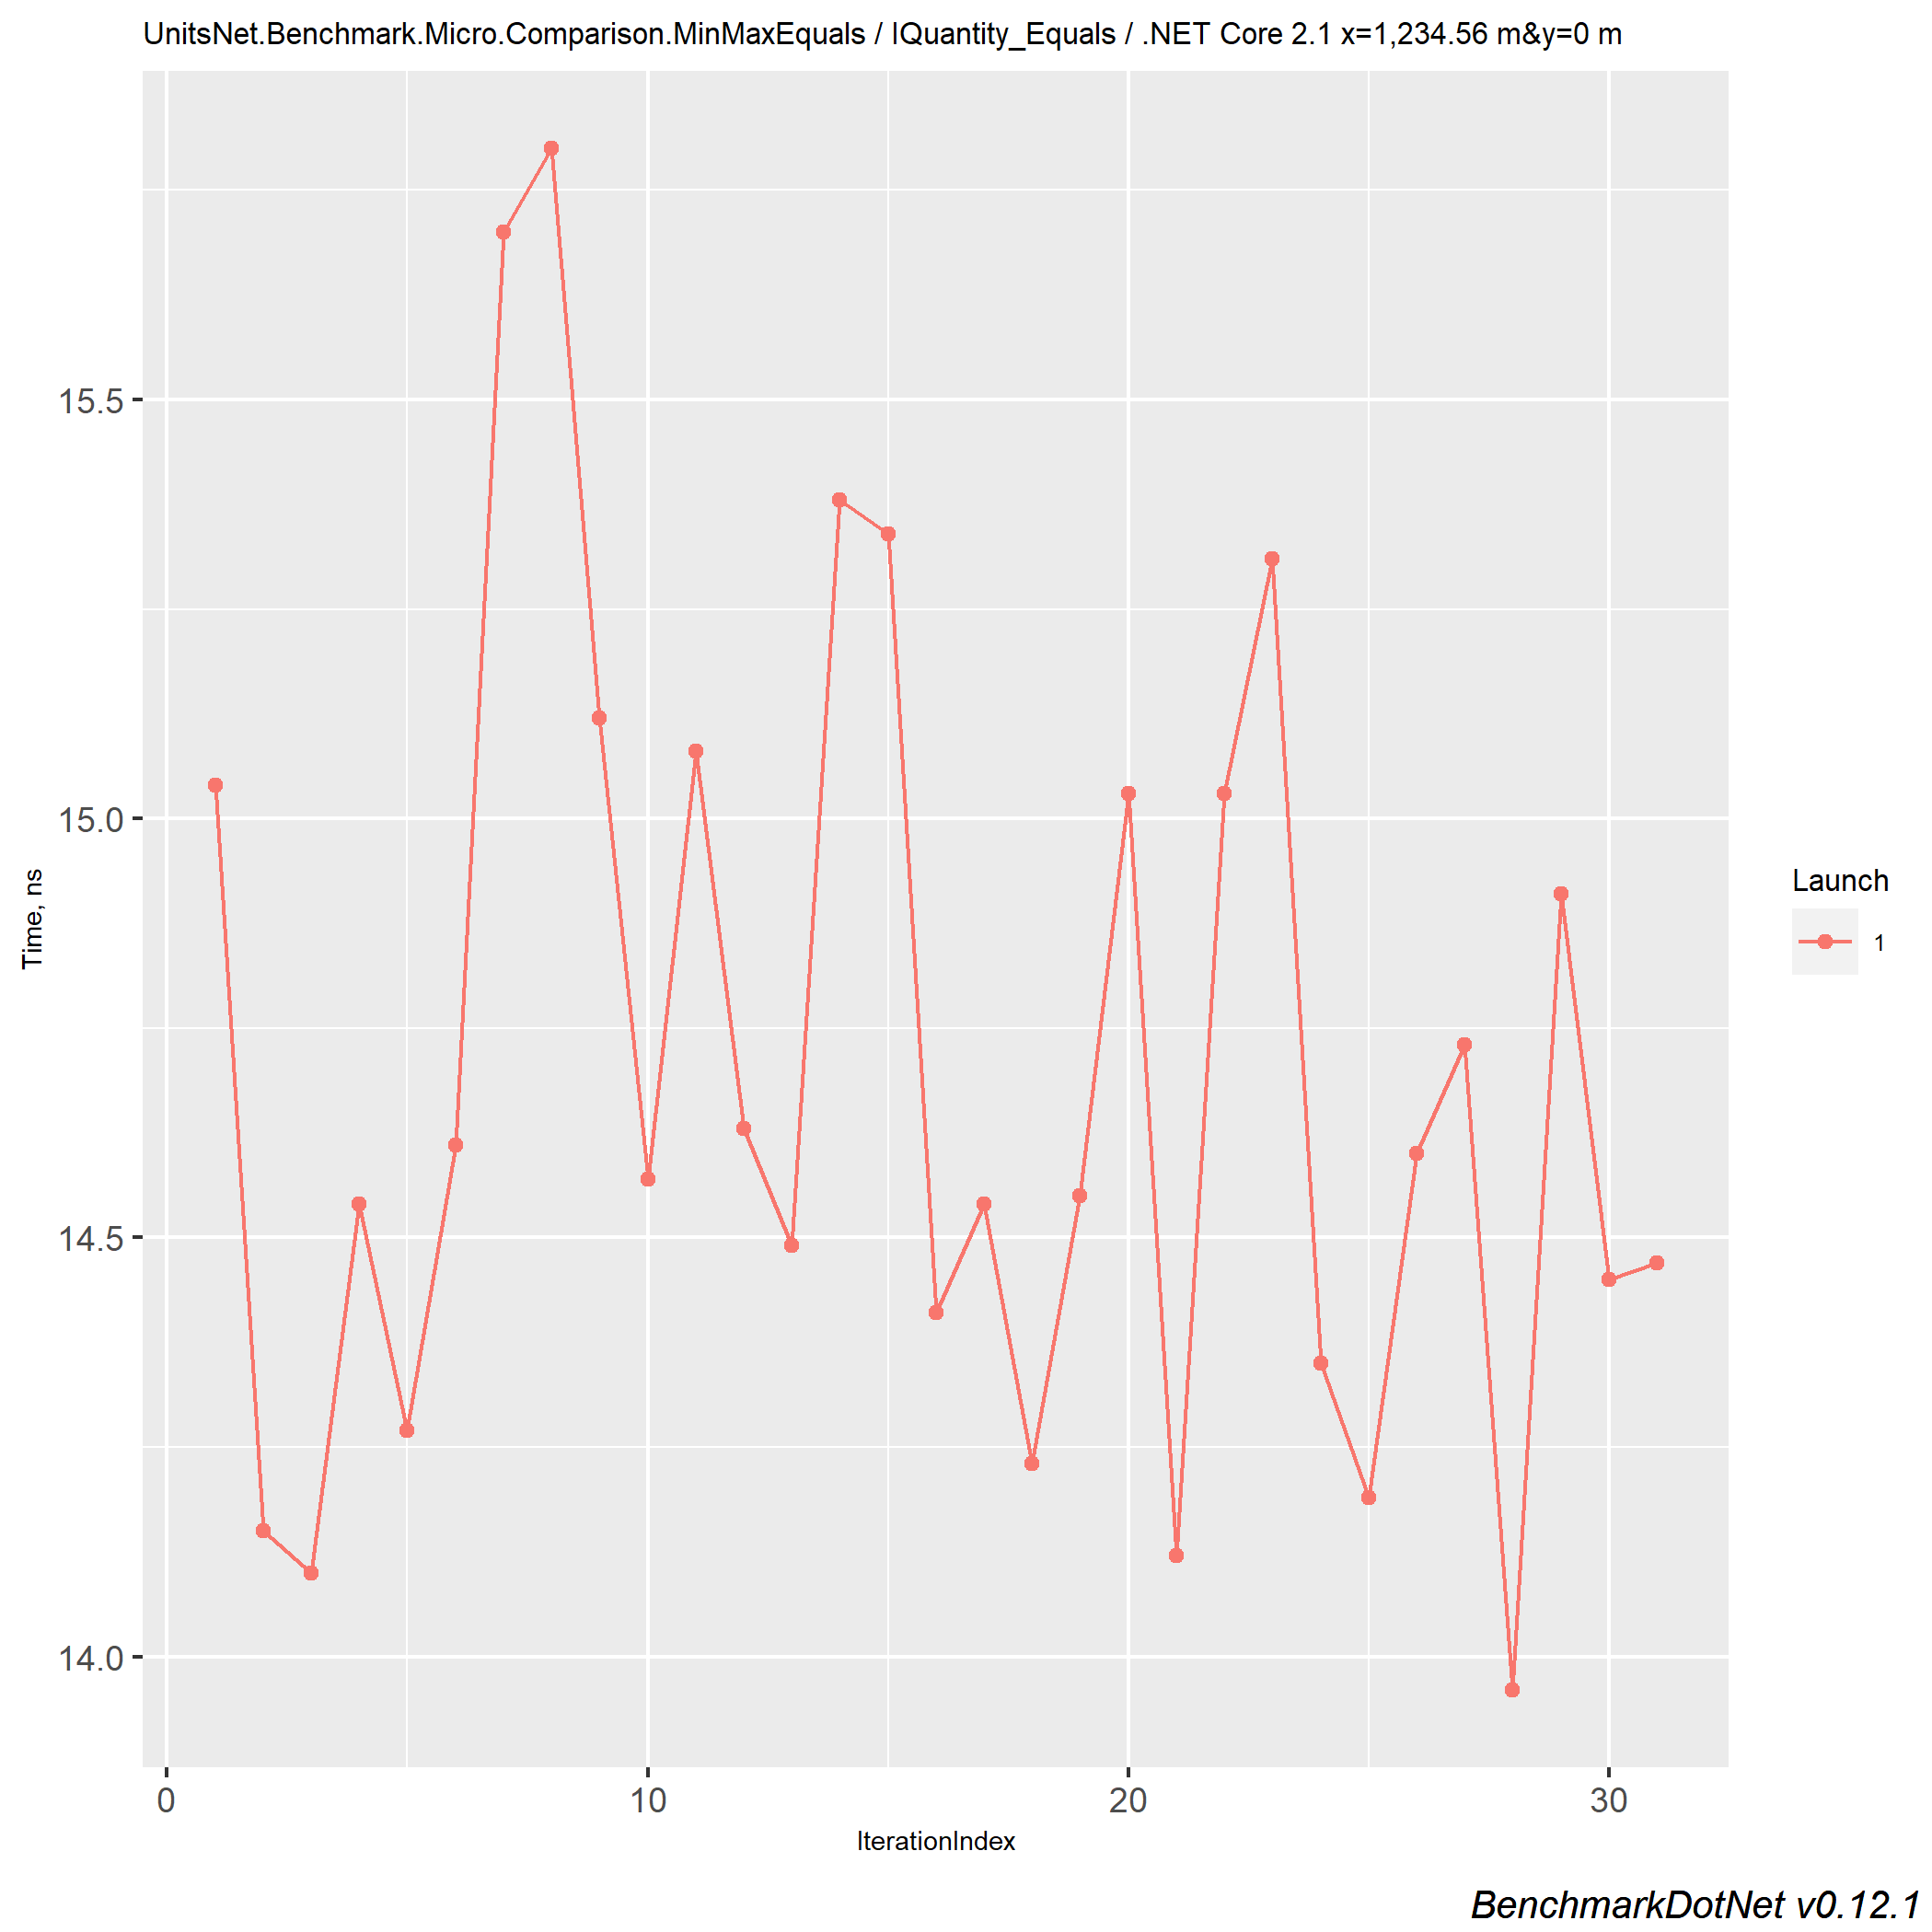 UnitsNet.Benchmark.Micro.Comparison.MinMaxEquals / IQuantity_Equals / .NET Core 2.1 x=1,234.56 m&y=0 m
15.5
15.0
14.5
14.0
Time, ns
0 10 20 30
IterationIndex
Launch
1
BenchmarkDotNet v0.12.1